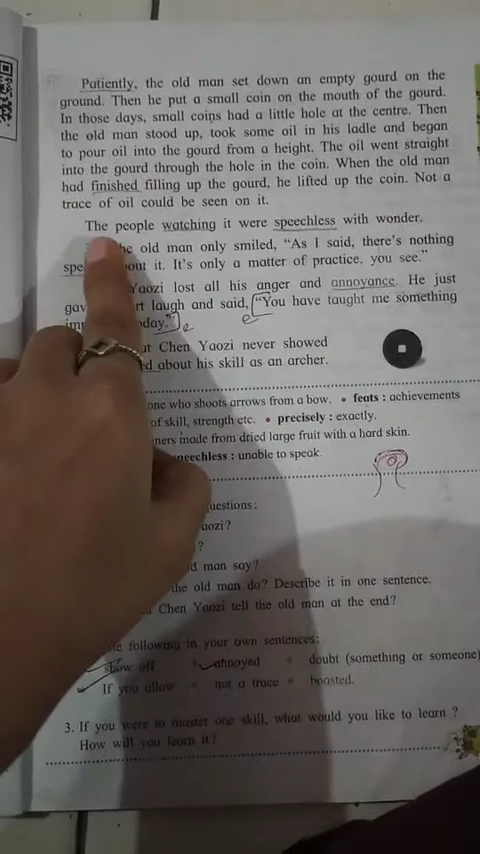 Patiently, the old man set down an empty gourd on the
ground. Then he put a small coin on the mouth of the gourd.
In those days, small coins had a little hole at the centre. Then
the old man stood up, took some oil in his ladle and began
to pour oil into the gourd from a height. The oil went straight
into the gourd through the hole in the coin. When the old man
had finished filling up the gourd, he lifted up the coin. Not a
trace of oil could be seen on it.
The people watching it were speechless with wonder.
he old man only smiled, "As I said, there's nothing
spe out it. It's only a matter of practice, you see."
Yaozi lost all his anger and annoyance. He just
gav rt laugh and said, "You have taught me something
day." e
e
Chen Yaozi never showed
about his skill as an archer.
one who shoots arrows from a bow. • feats : achievements
of skill, strength etc. • precisely : exactly.
ners made from dried large fruit with a hard skin.
speechless : unable to speak.
uestions:
aozi?
?
d man say?
the old man do? Describe it in one sentence.
Chen Yaozi tell the old man at the end?
he following in your own sentences:
show off • annoyed • doubt (something or someone)
If you allow • not a trace • boasted.
3. If you were to master one skill, what would you like to learn ?
How will you learn it?